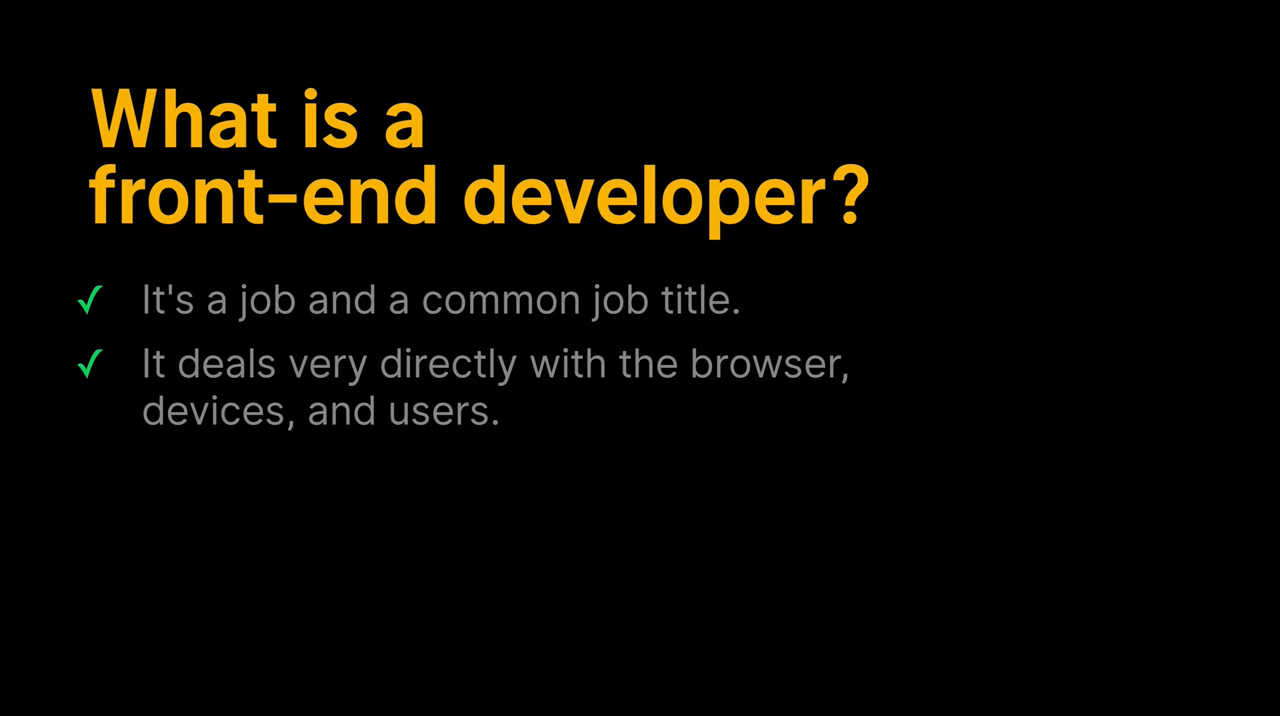 What is a
front-end developer?
✓ It's a job and a common job title.
✓ It deals very directly with the browser,
devices, and users.